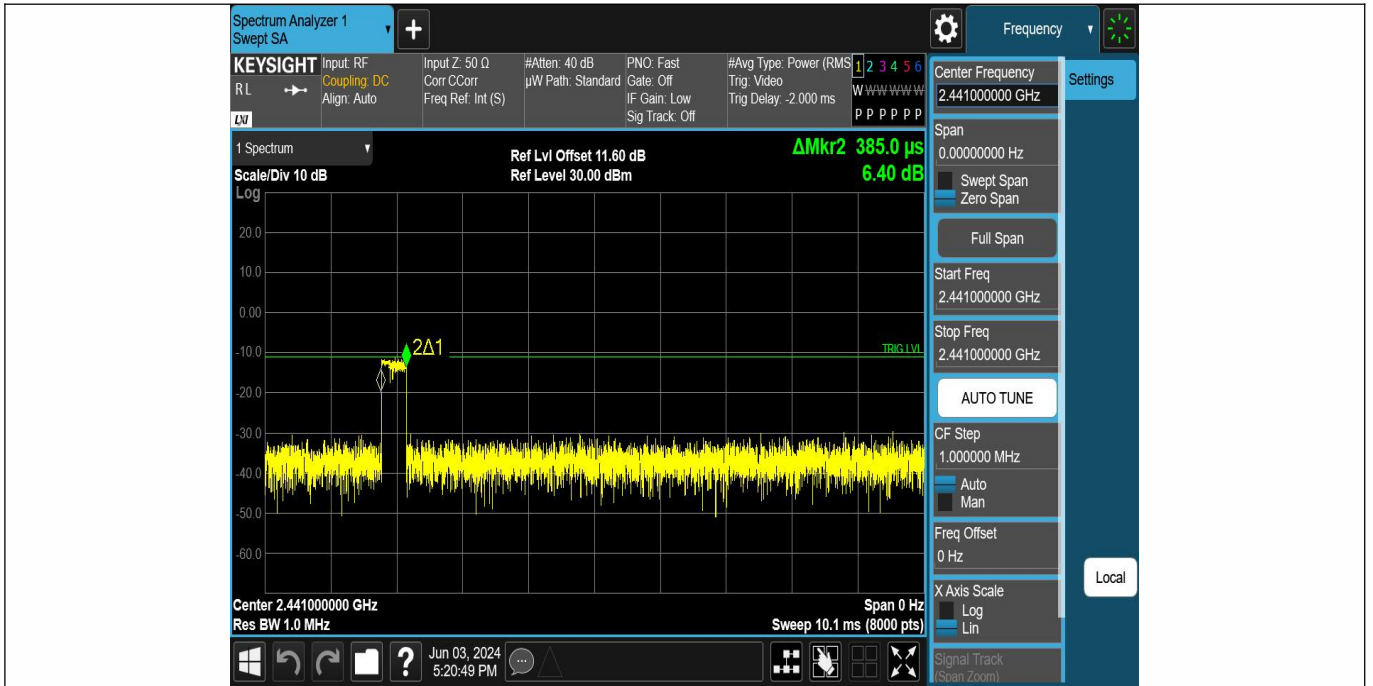 Spectrum Analyzer 1
Swept SA
+
Frequency
KEYSIGHT
RL
LXI
Input: RF
Coupling: DC
Align: Auto
Input Z: 50 Ω
Corr CCorr
Freq Ref: Int (S)
#Atten: 40 dB
µW Path: Standard
PNO: Fast
Gate: Off
IF Gain: Low
Sig Track: Off
#Avg Type: Power (RMS
Trig: Video
Trig Delay: -2.000 ms
1 2 3 4 5 6
W W W W W W
P P P P P P
Center Frequency
2.441000000 GHz
Settings
1 Spectrum
Scale/Div 10 dB
Ref Lvl Offset 11.60 dB
Ref Level 30.00 dBm
ΔMkr2 385.0 µs
6.40 dB
Log
20.0
10.0
0.00
-10.0
-20.0
-30.0
-40.0
-50.0
-60.0
2Δ1
TRIG LVL
Center 2.441000000 GHz
Res BW 1.0 MHz
Span 0 Hz
Sweep 10.1 ms (8000 pts)
Span
0.00000000 Hz
Swept Span
Zero Span
Full Span
Start Freq
2.441000000 GHz
Stop Freq
2.441000000 GHz
AUTO TUNE
CF Step
1.000000 MHz
Auto
Man
Freq Offset
0 Hz
X Axis Scale
Log
Lin
Signal Track
(Span Zoom)
Local
?
Jun 03, 2024
5:20:49 PM